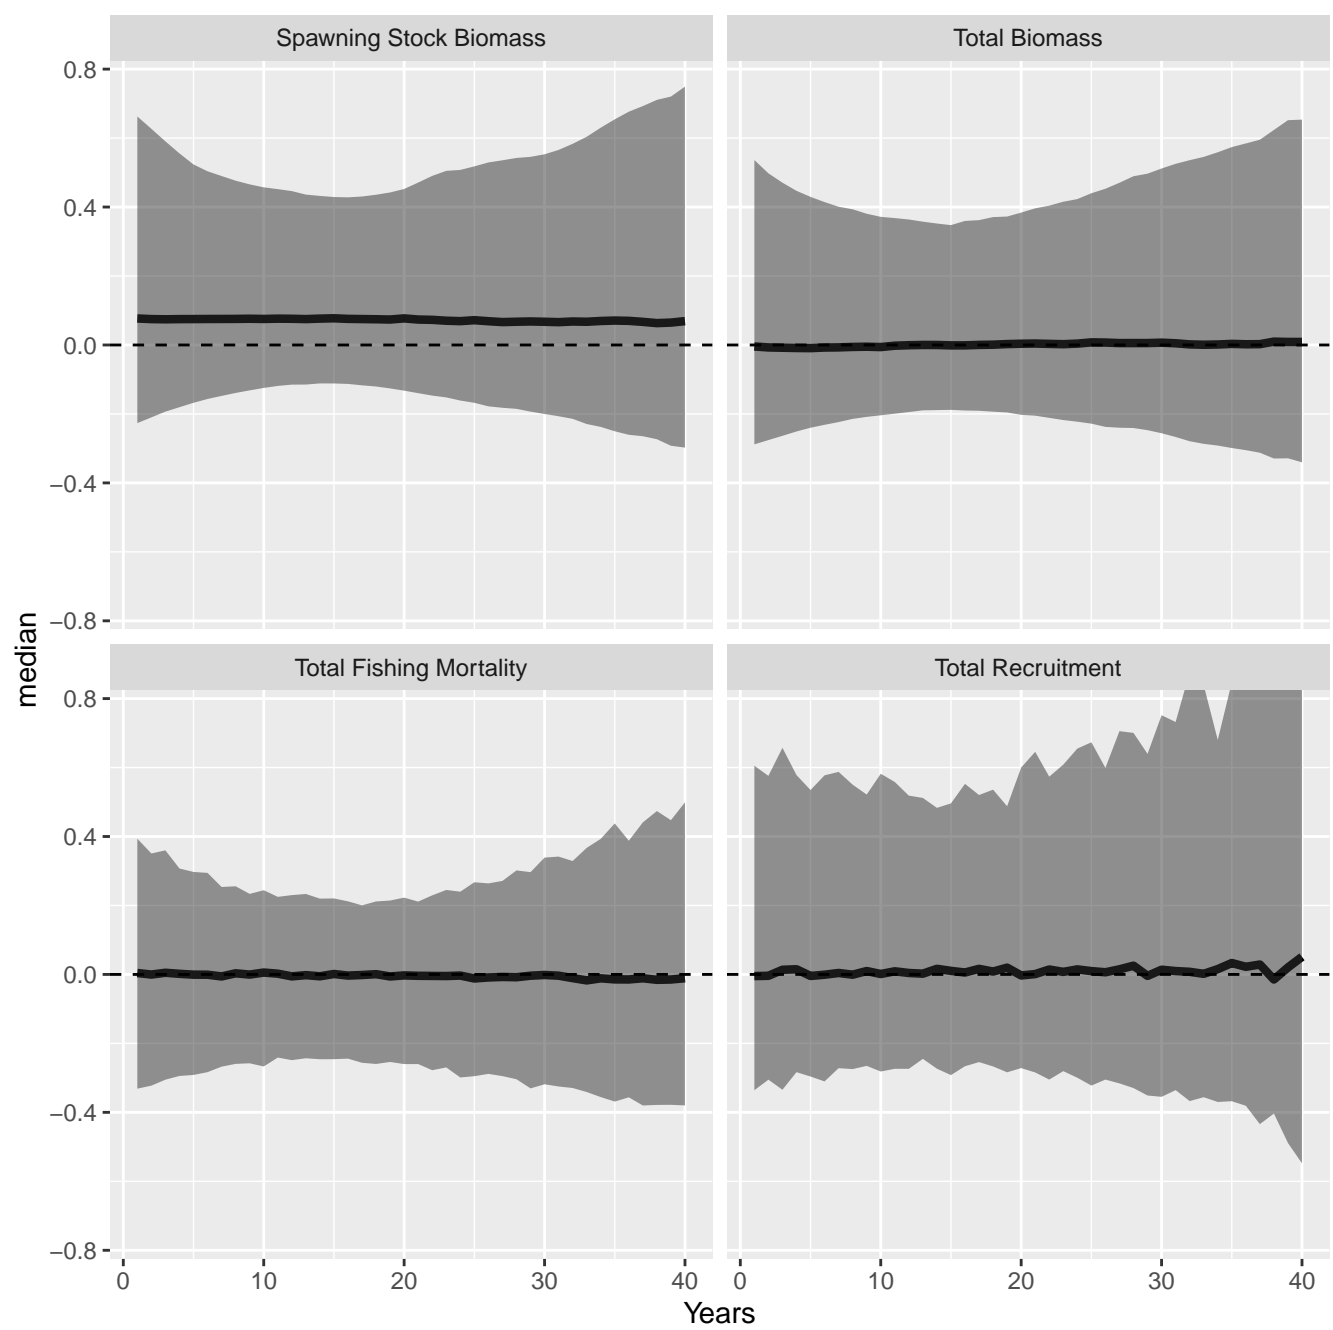 Spawning Stock Biomass
Total Biomass
0.8
0.4
0.0
−0.4
−0.8
median
Total Fishing Mortality
Total Recruitment
0.8
0.4
0.0
−0.4
−0.8
0 10 20 30 40
0 10 20 30 40
Years